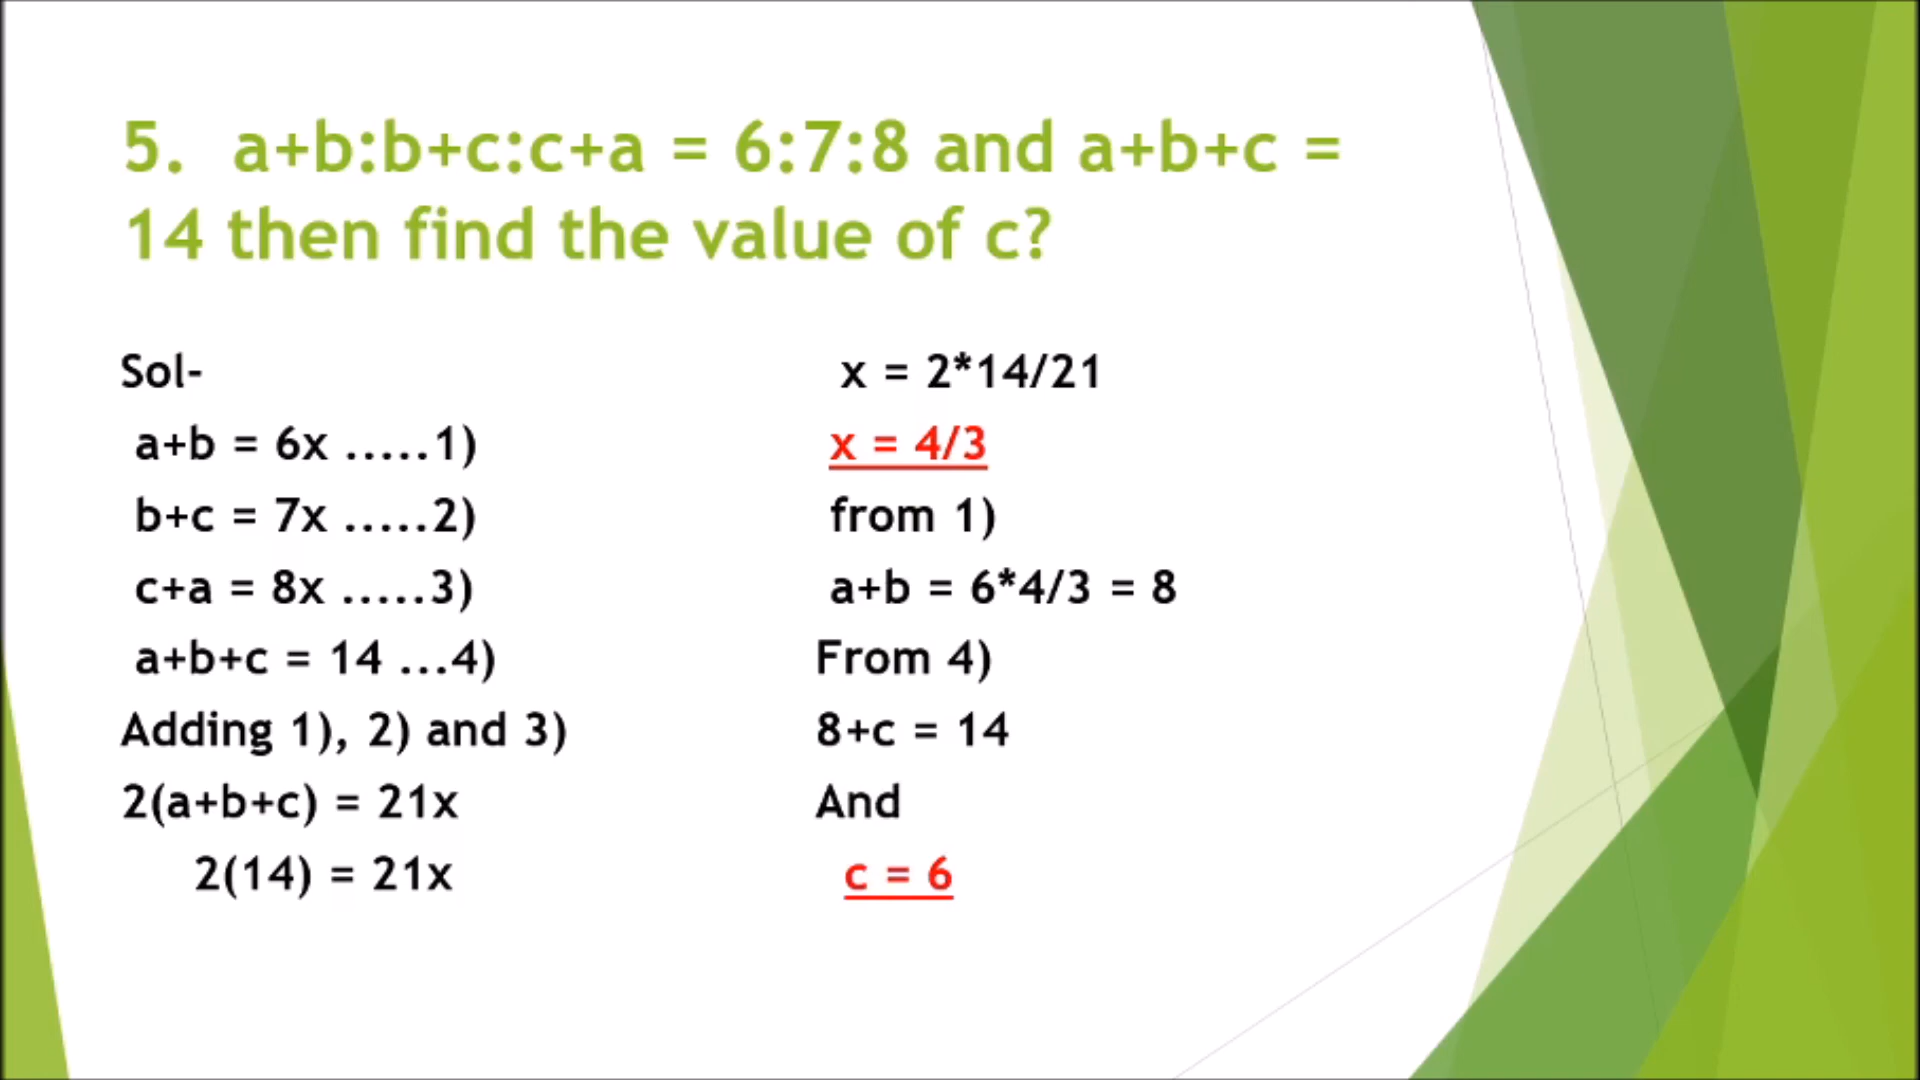 5. a+b:b+c:c+a = 6:7:8 and a+b+c =
14 then find the value of c?
Sol-
a+b = 6x .....1)
b+c = 7x .....2)
c+a = 8x .....3)
a+b+c = 14 ...4)
Adding 1), 2) and 3)
2(a+b+c) = 21x
2(14) = 21x
x = 2*14/21
x = 4/3
from 1)
a+b = 6*4/3 = 8
From 4)
8+c = 14
And
c = 6